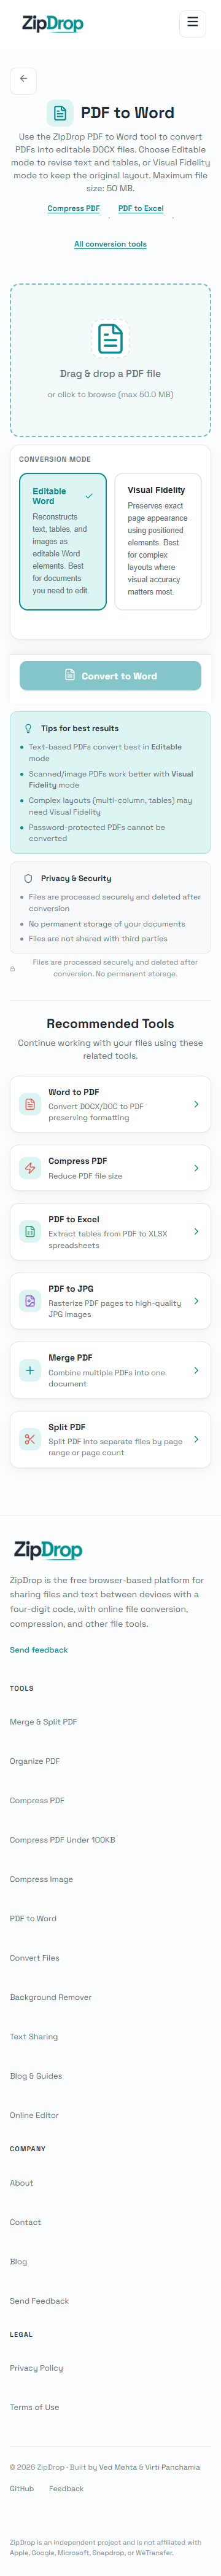 ZipDrop
PDF to Word
Use the ZipDrop PDF to Word tool to convert
PDFs into editable DOCX files. Choose Editable
mode to revise text and tables, or Visual Fidelity
mode to keep the original layout. Maximum file
size: 50 MB.
Compress PDF · PDF to Excel ·
All conversion tools
Drag & drop a PDF file
or click to browse (max 50.0 MB)
CONVERSION MODE
Editable
Word
Reconstructs
text, tables, and
images as
editable Word
elements. Best
for documents
you need to edit.
Visual Fidelity
Preserves exact
page appearance
using positioned
elements. Best
for complex
layouts where
visual accuracy
matters most.
Convert to Word
Tips for best results
Text-based PDFs convert best in Editable
mode
Scanned/image PDFs work better with Visual
Fidelity mode
Complex layouts (multi-column, tables) may
need Visual Fidelity
Password-protected PDFs cannot be
converted
Privacy & Security
Files are processed securely and deleted after
conversion
No permanent storage of your documents
Files are not shared with third parties
Files are processed securely and deleted after
conversion. No permanent storage.
Recommended Tools
Continue working with your files using these
related tools.
Word to PDF
Convert DOCX/DOC to PDF
preserving formatting
Compress PDF
Reduce PDF file size
PDF to Excel
Extract tables from PDF to XLSX
spreadsheets
PDF to JPG
Rasterize PDF pages to high-quality
JPG images
Merge PDF
Combine multiple PDFs into one
document
Split PDF
Split PDF into separate files by page
range or page count
ZipDrop
ZipDrop is the free browser-based platform for
sharing files and text between devices with a
four-digit code, with online file conversion,
compression, and other file tools.
Send feedback
TOOLS
Merge & Split PDF
Organize PDF
Compress PDF
Compress PDF Under 100KB
Compress Image
PDF to Word
Convert Files
Background Remover
Text Sharing
Blog & Guides
Online Editor
COMPANY
About
Contact
Blog
Send Feedback
LEGAL
Privacy Policy
Terms of Use
© 2026 ZipDrop · Built by Ved Mehta & Virti Panchamia
GitHub Feedback
ZipDrop is an independent project and is not affiliated with
Apple, Google, Microsoft, Snapdrop, or WeTransfer.